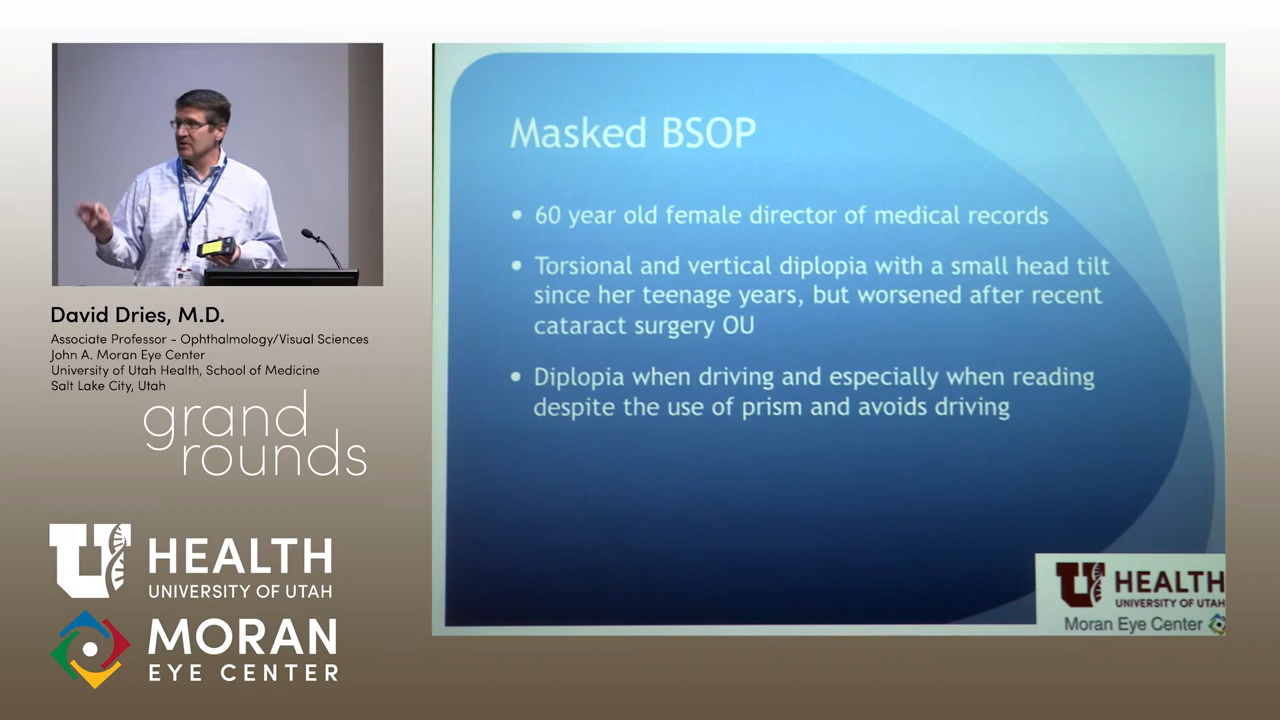 David Dries, M.D.
Associate Professor - Ophthalmology/Visual Sciences
John A. Moran Eye Center
University of Utah Health, School of Medicine
Salt Lake City, Utah
grand
rounds
U HEALTH
UNIVERSITY OF UTAH
MORAN
EYE CENTER
Masked BSOP
• 60 year old female director of medical records
• Torsional and vertical diplopia with a small head tilt
since her teenage years, but worsened after recent
cataract surgery OU
• Diplopia when driving and especially when reading
despite the use of prism and avoids driving
U HEALTH
UNIVERSITY OF UTAH
Moran Eye Center